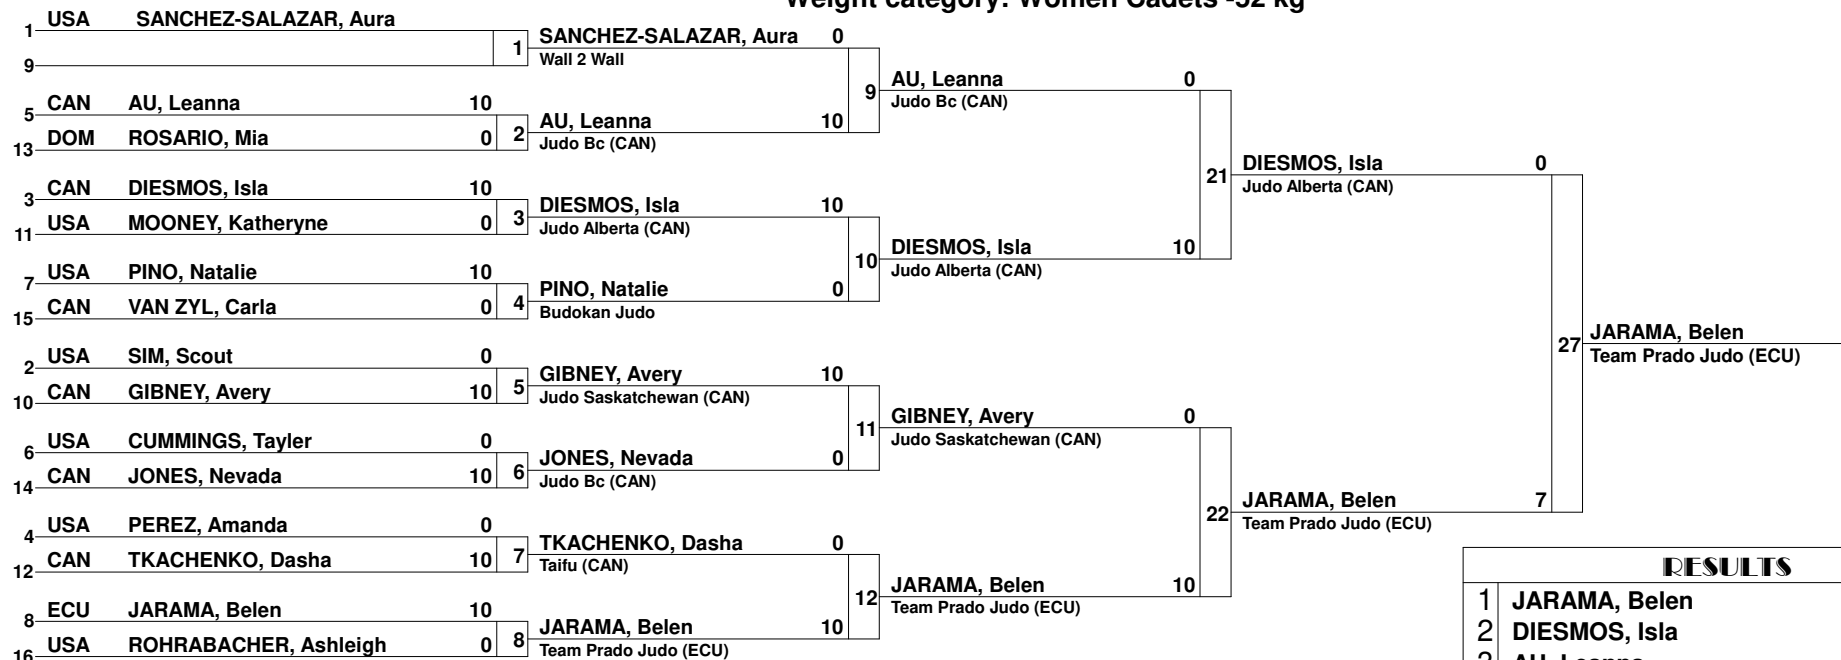 Weight category: Women Cadets -52 kg
1 USA SANCHEZ-SALAZAR, Aura
9
1
5 CAN AU, Leanna 10
13 DOM ROSARIO, Mia 0
2
3 CAN DIESMOS, Isla 10
11 USA MOONEY, Katheryne 0
3
7 USA PINO, Natalie 10
15 CAN VAN ZYL, Carla 0
4
2 USA SIM, Scout 0
10 CAN GIBNEY, Avery 10
5
6 USA CUMMINGS, Tayler 0
14 CAN JONES, Nevada 10
6
4 USA PEREZ, Amanda 0
12 CAN TKACHENKO, Dasha 10
7
8 ECU JARAMA, Belen 10
16 USA ROHRABACHER, Ashleigh 0
8
SANCHEZ-SALAZAR, Aura 0
Wall 2 Wall
9
AU, Leanna 10
Judo Bc (CAN)
DIESMOS, Isla 10
Judo Alberta (CAN)
10
PINO, Natalie 0
Budokan Judo
GIBNEY, Avery 10
Judo Saskatchewan (CAN)
11
JONES, Nevada 0
Judo Bc (CAN)
TKACHENKO, Dasha 0
Taifu (CAN)
12
JARAMA, Belen 10
Team Prado Judo (ECU)
AU, Leanna 0
Judo Bc (CAN)
21
DIESMOS, Isla 10
Judo Alberta (CAN)
GIBNEY, Avery 0
Judo Saskatchewan (CAN)
22
JARAMA, Belen 10
Team Prado Judo (ECU)
DIESMOS, Isla 0
Judo Alberta (CAN)
27
JARAMA, Belen 7
Team Prado Judo (ECU)
JARAMA, Belen
Team Prado Judo (ECU)
RESULTS
1 JARAMA, Belen
2 DIESMOS, Isla
3 AU, Leanna